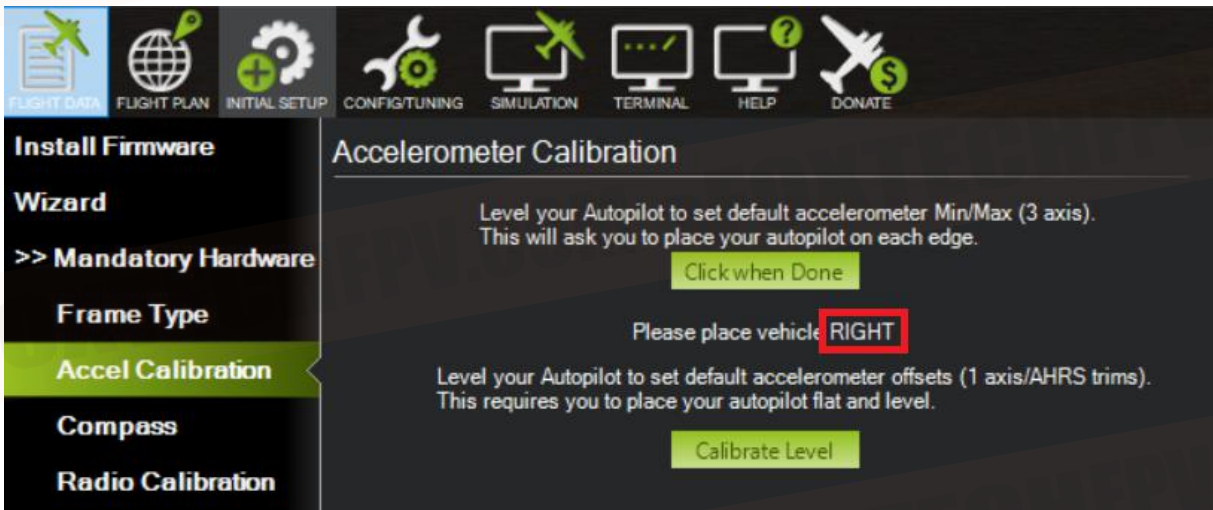 FLIGHT DATA
FLIGHT PLAN
INITIAL SETUP
CONFIG/TUNING
SIMULATION
TERMINAL
HELP
DONATE
Install Firmware
Wizard
>> Mandatory Hardware
Frame Type
Accel Calibration
Compass
Radio Calibration
Accelerometer Calibration
Level your Autopilot to set default accelerometer Min/Max (3 axis).
This will ask you to place your autopilot on each edge.
Click when Done
Please place vehicle RIGHT
Level your Autopilot to set default accelerometer offsets (1 axis/AHRS trims).
This requires you to place your autopilot flat and level.
Calibrate Level